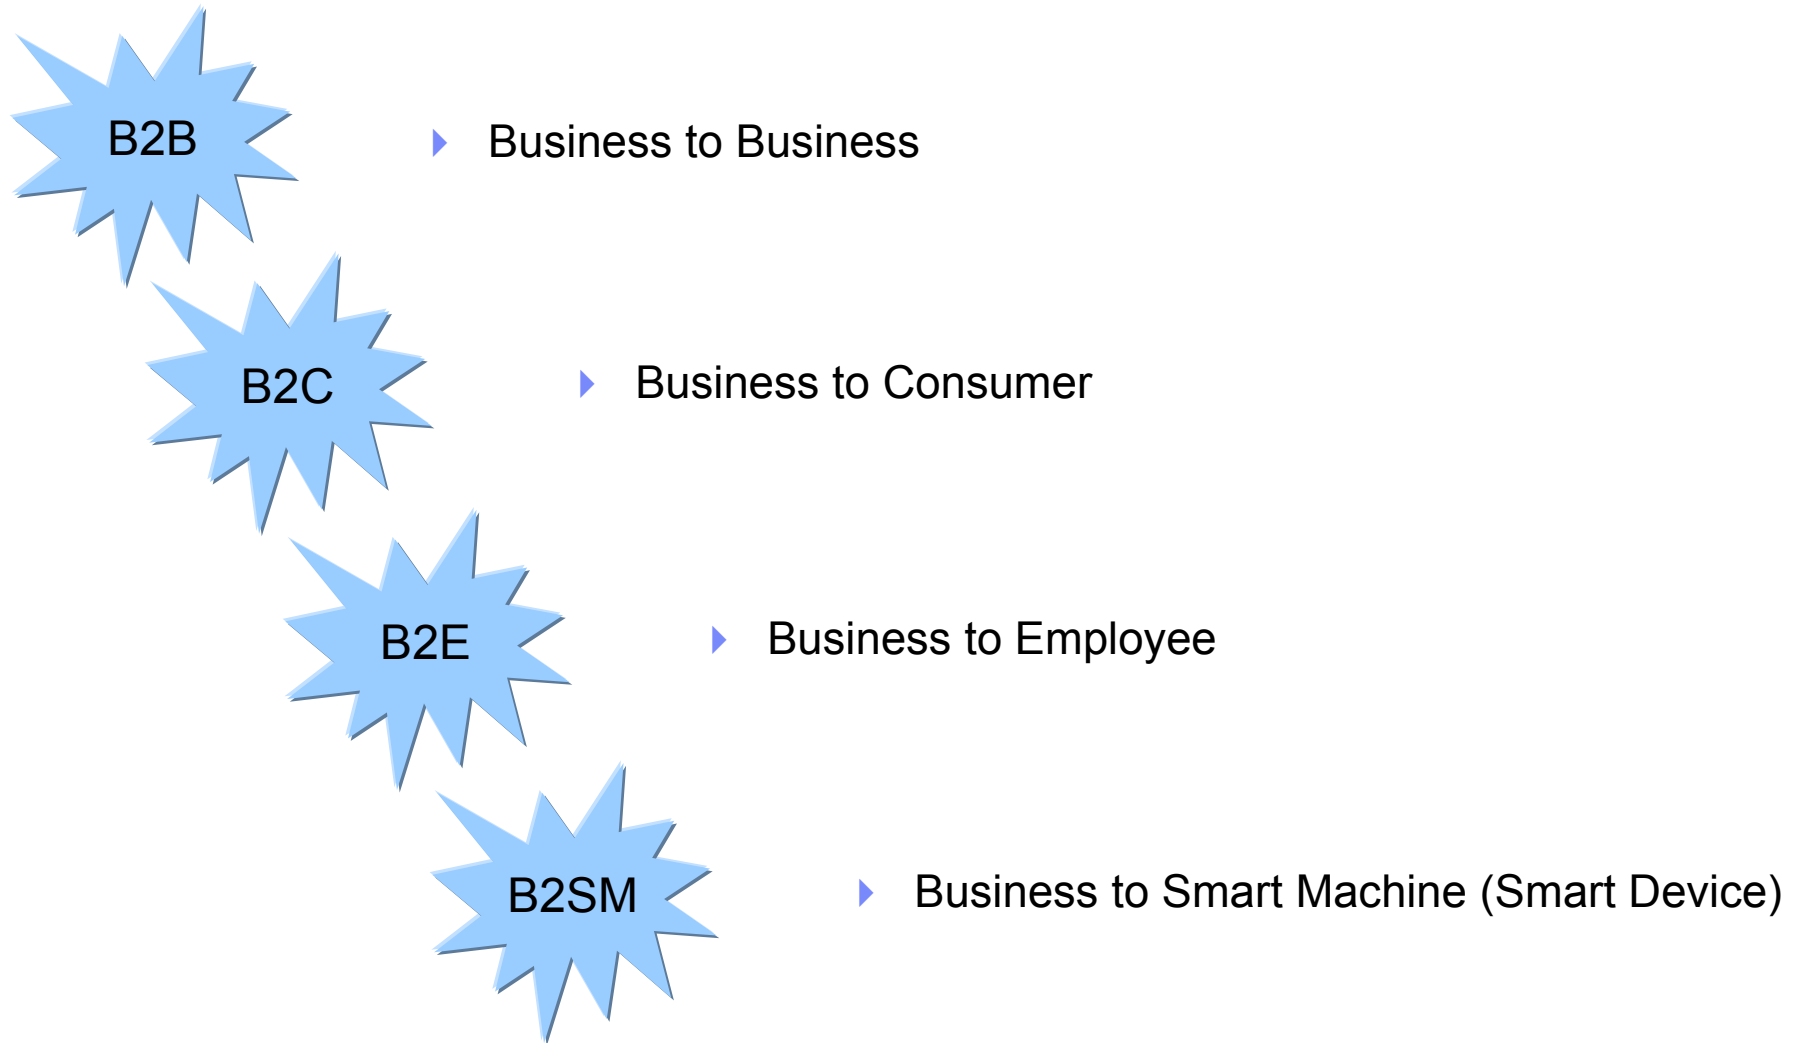 B2B
Business to Business
B2C
Business to Consumer
B2E
Business to Employee
B2SM
Business to Smart Machine (Smart Device)